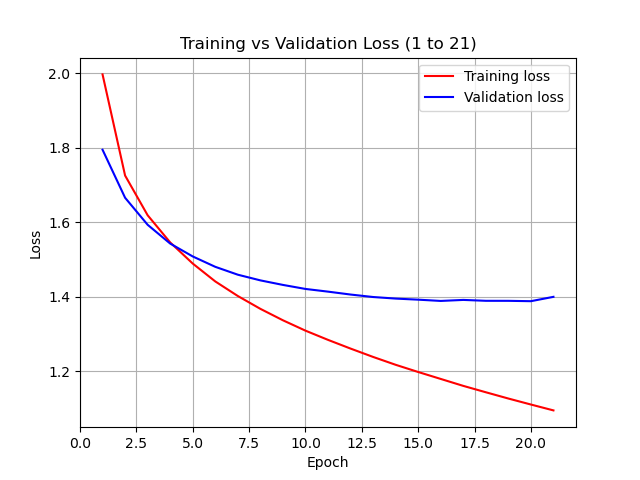 Training vs Validation Loss (1 to 21)
Training loss
Validation loss
2.0
1.8
1.6
1.4
1.2
Loss
0.0 2.5 5.0 7.5 10.0 12.5 15.0 17.5 20.0
Epoch